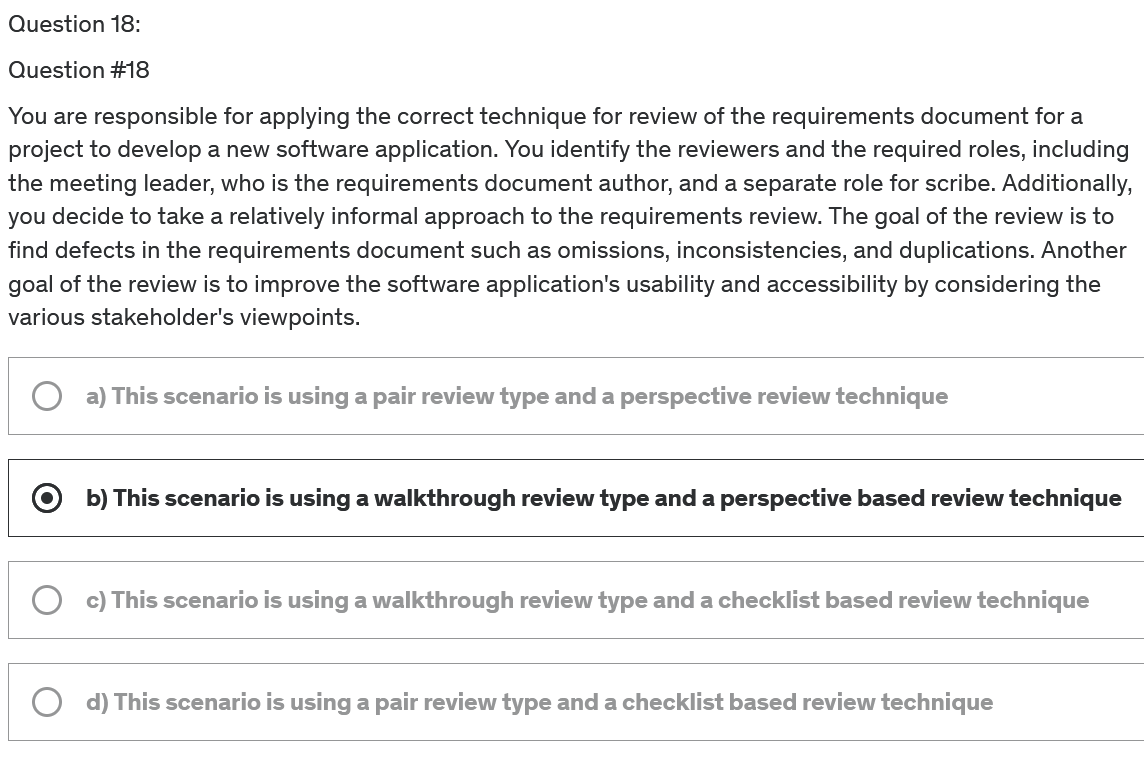 Question 18:
Question #18
You are responsible for applying the correct technique for review of the requirements document for a
project to develop a new software application. You identify the reviewers and the required roles, including
the meeting leader, who is the requirements document author, and a separate role for scribe. Additionally,
you decide to take a relatively informal approach to the requirements review. The goal of the review is to
find defects in the requirements document such as omissions, inconsistencies, and duplications. Another
goal of the review is to improve the software application's usability and accessibility by considering the
various stakeholder's viewpoints.
a) This scenario is using a pair review type and a perspective review technique
b) This scenario is using a walkthrough review type and a perspective based review technique
c) This scenario is using a walkthrough review type and a checklist based review technique
d) This scenario is using a pair review type and a checklist based review technique